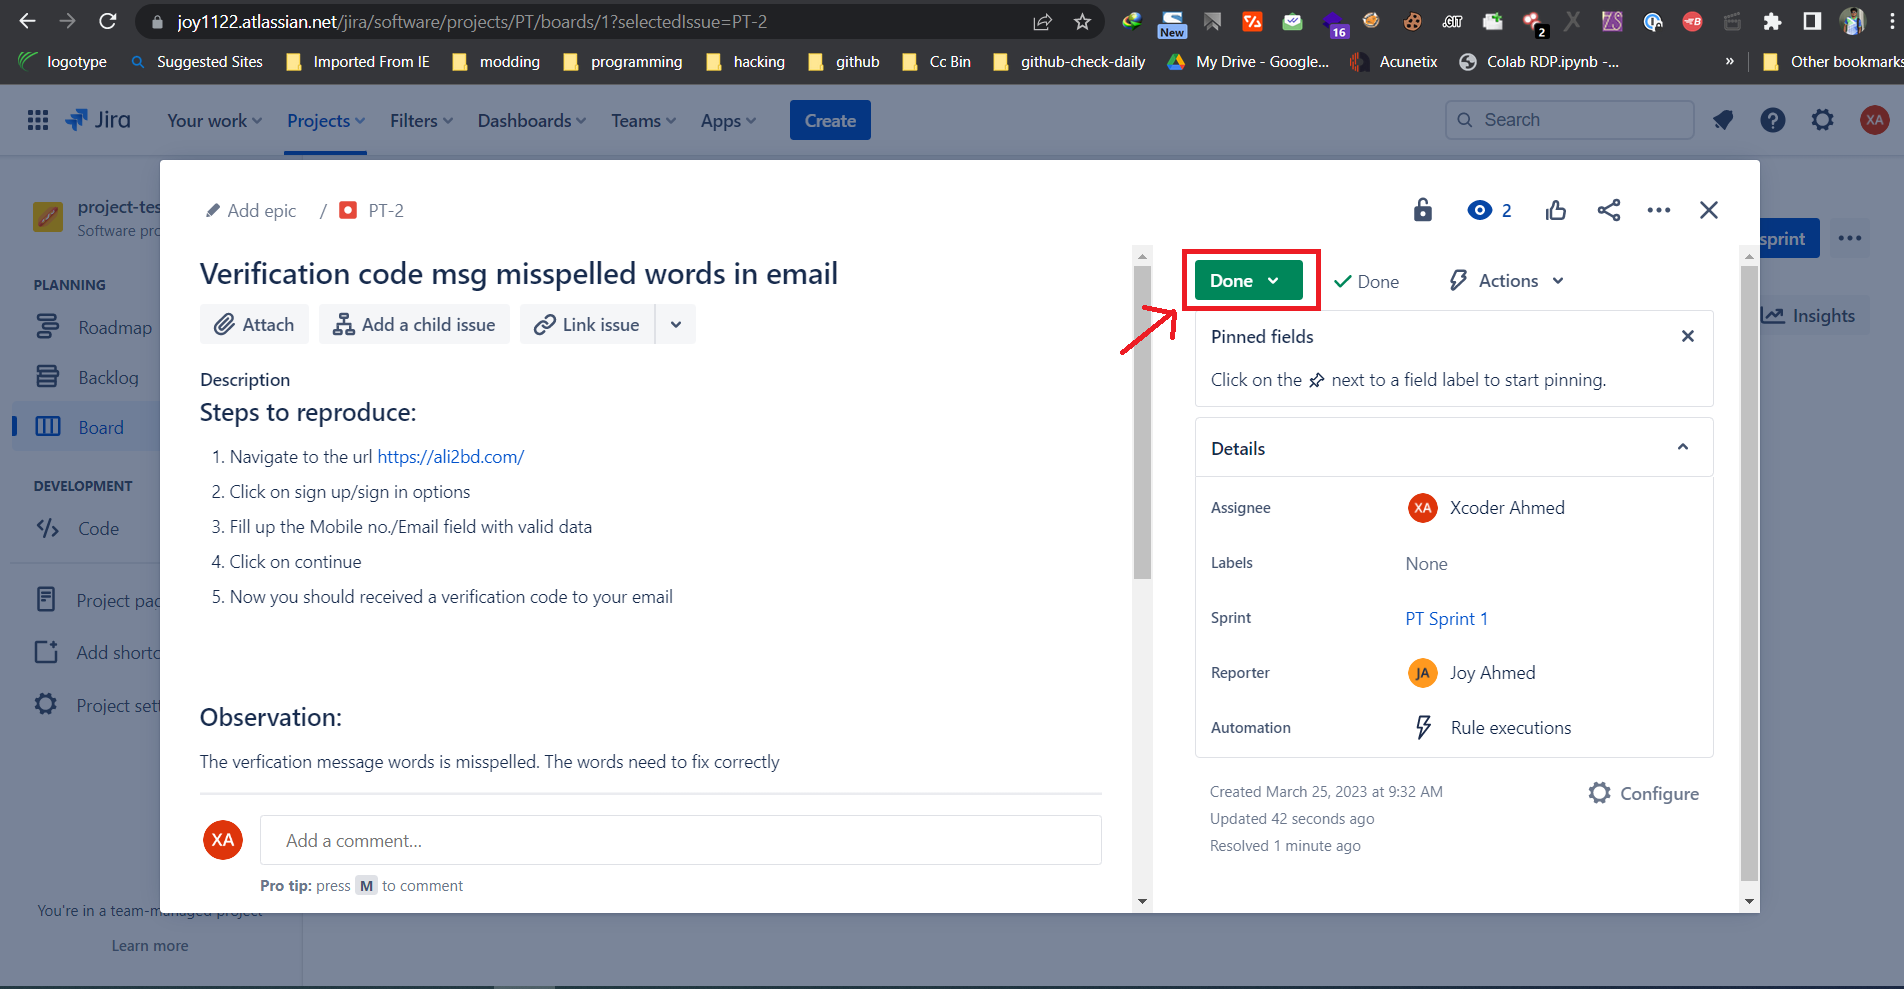 joy1122.atlassian.net/jira/software/projects/PT/boards/1?selectedIssue=PT-2
New
16
.GIT
2
logotype
Suggested Sites
Imported From IE
modding
programming
hacking
github
Cc Bin
github-check-daily
My Drive - Google...
Acunetix
Colab RDP.ipynb -...
»
Other bookmarks
Jira
Your work
Projects
Filters
Dashboards
Teams
Apps
Create
Search
XA
project-tes
Software pro
PLANNING
Roadmap
Backlog
Board
DEVELOPMENT
Code
Project pag
Add shortc
Project sett
You're in a team-managed project
Learn more
sprint
Insights
Add epic / PT-2
2
Verification code msg misspelled words in email
Attach
Add a child issue
Link issue
Description
Steps to reproduce:
1. Navigate to the url https://ali2bd.com/
2. Click on sign up/sign in options
3. Fill up the Mobile no./Email field with valid data
4. Click on continue
5. Now you should received a verification code to your email
Observation:
The verfication message words is misspelled. The words need to fix correctly
XA
Add a comment...
Pro tip: press M to comment
Done
Done
Actions
Pinned fields
Click on the next to a field label to start pinning.
Details
Assignee
XA Xcoder Ahmed
Labels
None
Sprint
PT Sprint 1
Reporter
JA Joy Ahmed
Automation
Rule executions
Created March 25, 2023 at 9:32 AM
Updated 42 seconds ago
Resolved 1 minute ago
Configure